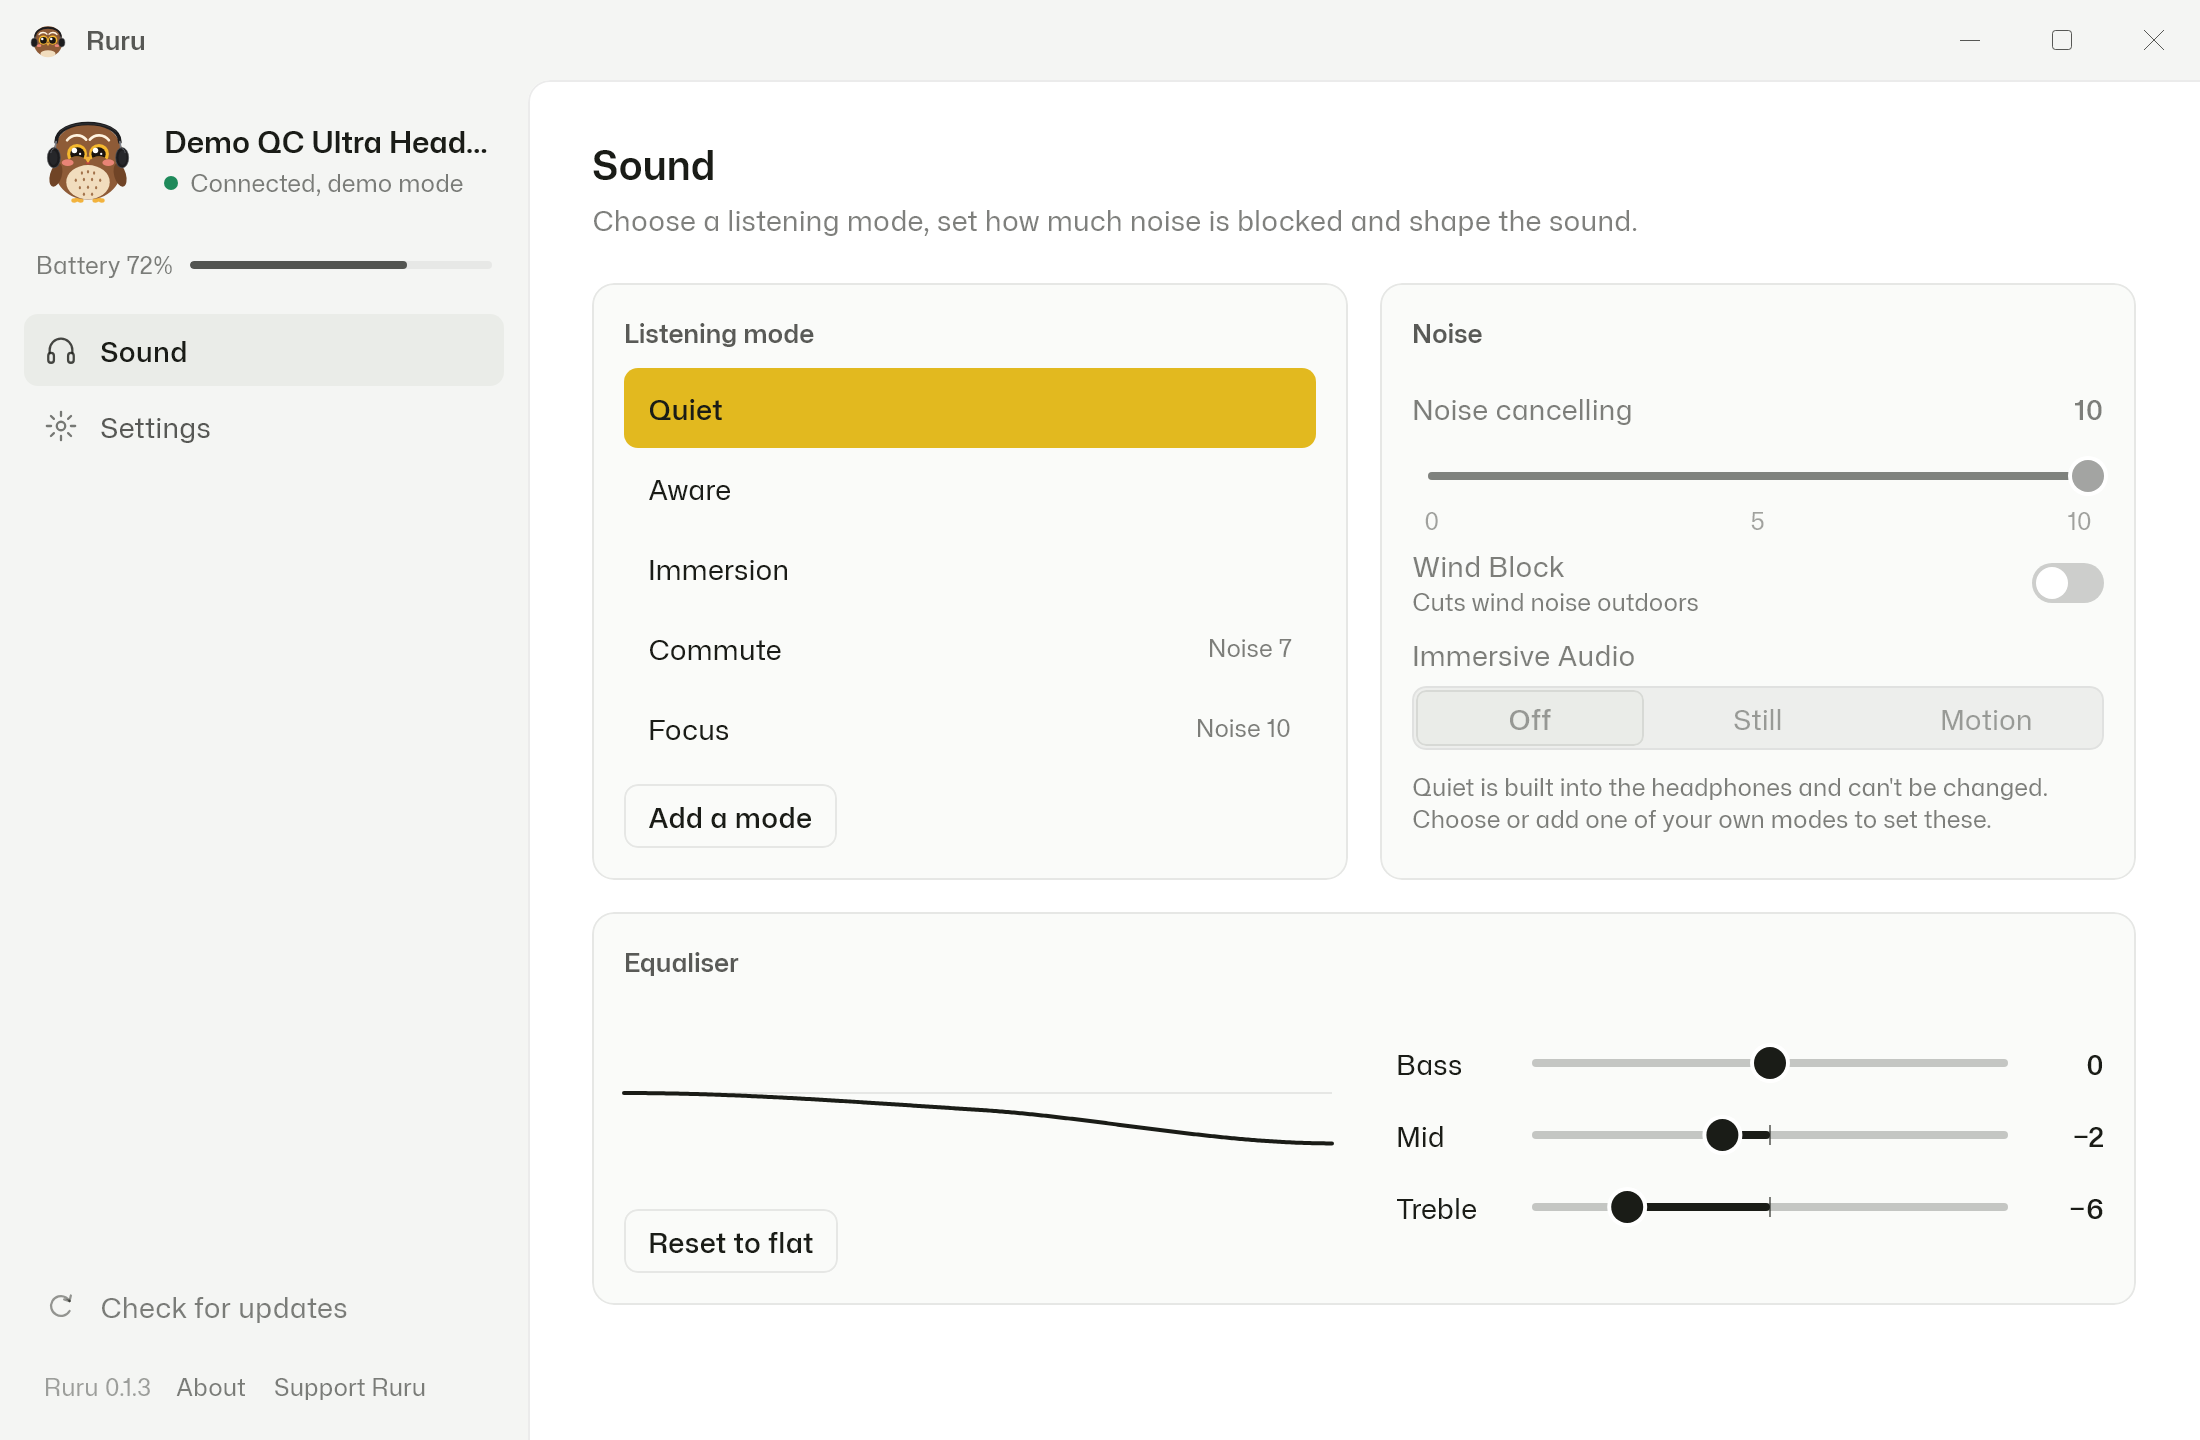 Ruru
Demo QC Ultra Head...
Connected, demo mode
Battery 72%
Sound
Settings
Check for updates
Ruru 0.1.3 About Support Ruru
Sound
Choose a listening mode, set how much noise is blocked and shape the sound.
Listening mode
Quiet
Aware
Immersion
Commute Noise 7
Focus Noise 10
Add a mode
Noise
Noise cancelling 10
0 5 10
Wind Block
Cuts wind noise outdoors
Immersive Audio
Off Still Motion
Quiet is built into the headphones and can't be changed.
Choose or add one of your own modes to set these.
Equaliser
Bass 0
Mid −2
Treble −6
Reset to flat